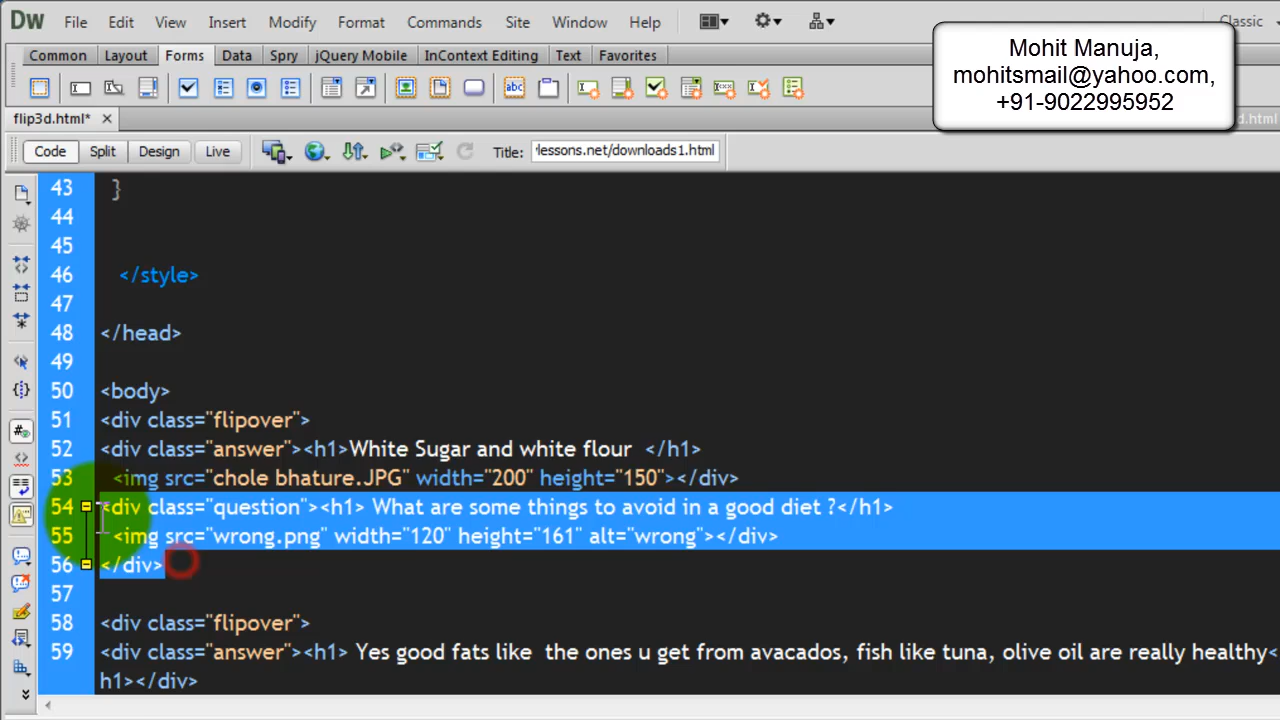 Dw File Edit View Insert Modify Format Commands Site Window Help Classic
Mohit Manuja,
mohitsmail@yahoo.com,
+91-9022995952
Common Layout Forms Data Spry jQuery Mobile InContext Editing Text Favorites
abc
flip3d.html* × d.html
Code Split Design Live Title: lessons.net/downloads1.html
43 }
44
45
46 </style>
47
48 </head>
49
50 <body>
51 <div class="flipover">
52 <div class="answer"><h1>White Sugar and white flour </h1>
53 <img src="chole bhature.JPG" width="200" height="150"></div>
54 <div class="question"><h1> What are some things to avoid in a good diet ?</h1>
55 <img src="wrong.png" width="120" height="161" alt="wrong"></div>
56 </div>
57
58 <div class="flipover">
59 <div class="answer"><h1> Yes good fats like the ones u get from avacados, fish like tuna, olive oil are really healthy<
h1></div>